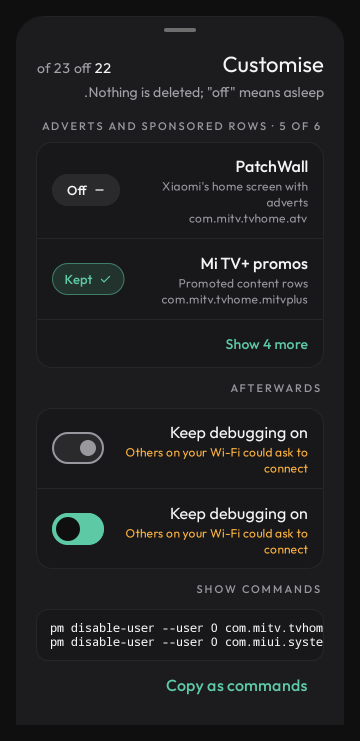 Customise
of 23 off 22
.Nothing is deleted; "off" means asleep
ADVERTS AND SPONSORED ROWS · 5 OF 6
PatchWall
Xiaomi's home screen with
adverts
com.mitv.tvhome.atv
Off −
Mi TV+ promos
Promoted content rows
com.mitv.tvhome.mitvplus
Kept ✓
Show 4 more
AFTERWARDS
Keep debugging on
Others on your Wi-Fi could ask to
connect
Keep debugging on
Others on your Wi-Fi could ask to
connect
SHOW COMMANDS
pm disable-user --user 0 com.mitv.tvhom
pm disable-user --user 0 com.miui.syste
Copy as commands